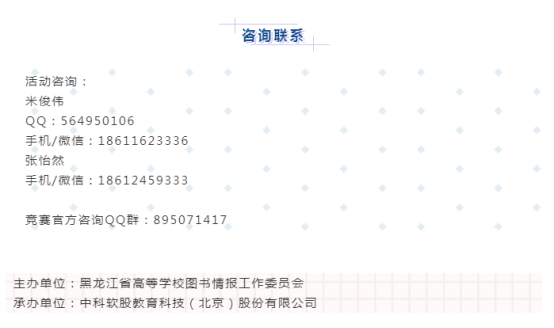 咨询联系
活动咨询：
米俊伟
QQ：564950106
手机/微信：18611623336
张怡然
手机/微信：18612459333
竞赛官方咨询QQ群：895071417
主办单位：黑龙江省高等学校图书情报工作委员会
承办单位：中科软股教育科技（北京）股份有限公司